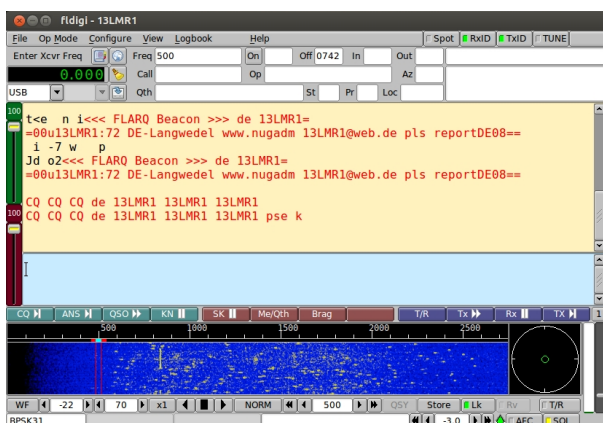 fldigi - 13LMR1
File Op Mode Configure View Logbook Help Spot RxID TxID TUNE
Enter Xcvr Freq Freq 500 On Off 0742 In Out
0.000 Call Op Az
USB Qth St Pr Loc
100
t<e n i<<< FLARQ Beacon >>> de 13LMR1=
=00u13LMR1:72 DE-Langwedel www.nugadm 13LMR1@web.de pls reportDE08==
i -7 w p
Jd o2<<< FLARQ Beacon >>> de 13LMR1=
=00u13LMR1:72 DE-Langwedel www.nugadm 13LMR1@web.de pls reportDE08==
CQ CQ CQ de 13LMR1 13LMR1 13LMR1
100
CQ CQ CQ de 13LMR1 13LMR1 13LMR1 pse k
CQ ANS QSO KN SK Me/Qth Brag T/R Tx Rx TX 1
500 1000 1500 2000 2500
WF -22 70 x1 NORM 500 QSY Store Lk Rv T/R
BPSK31 -3.0 AFC SQL